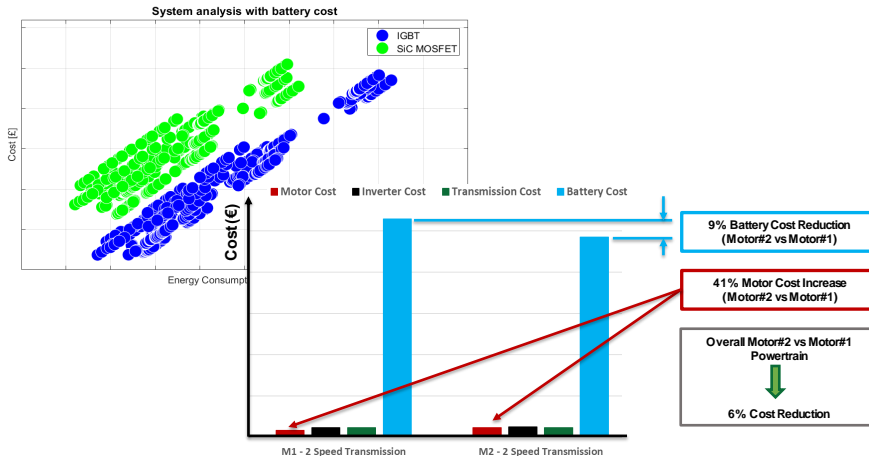 System analysis with battery cost
IGBT
SiC MOSFET
Cost [£]
Energy Consumpt
Motor Cost
Inverter Cost
Transmission Cost
Battery Cost
Cost (€)
M1 - 2 Speed Transmission
M2 - 2 Speed Transmission
9% Battery Cost Reduction
(Motor#2 vs Motor#1)
41% Motor Cost Increase
(Motor#2 vs Motor#1)
Overall Motor#2 vs Motor#1
Powertrain
6% Cost Reduction